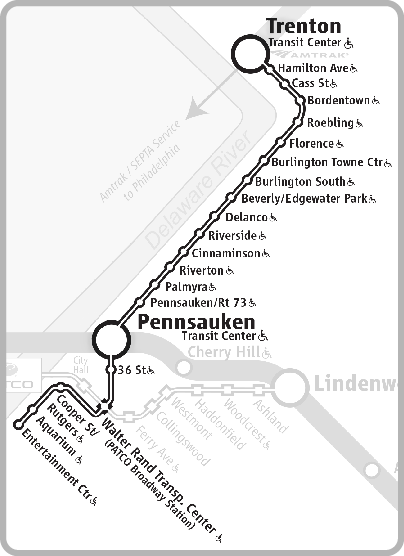 Trenton
Transit Center
AMTRAK
Hamilton Ave
Cass St
Bordentown
Roebling
Florence
Burlington Towne Ctr
Burlington South
Beverly/Edgewater Park
Delanco
Riverside
Cinnaminson
Riverton
Palmyra
Pennsauken/Rt 73
Amtrak / SEPTA Service
to Philadelphia
Delaware River
Pennsauken
Transit Center
Cherry Hill
36 St
City
Hall
Lindenw
Ashland
Woodcrest
Haddonfield
Westmont
Collingswood
Ferry Ave
Walter Rand Transp. Center
(PATCO Broadway Station)
Cooper St/
Rutgers
Aquarium
Entertainment Ctr